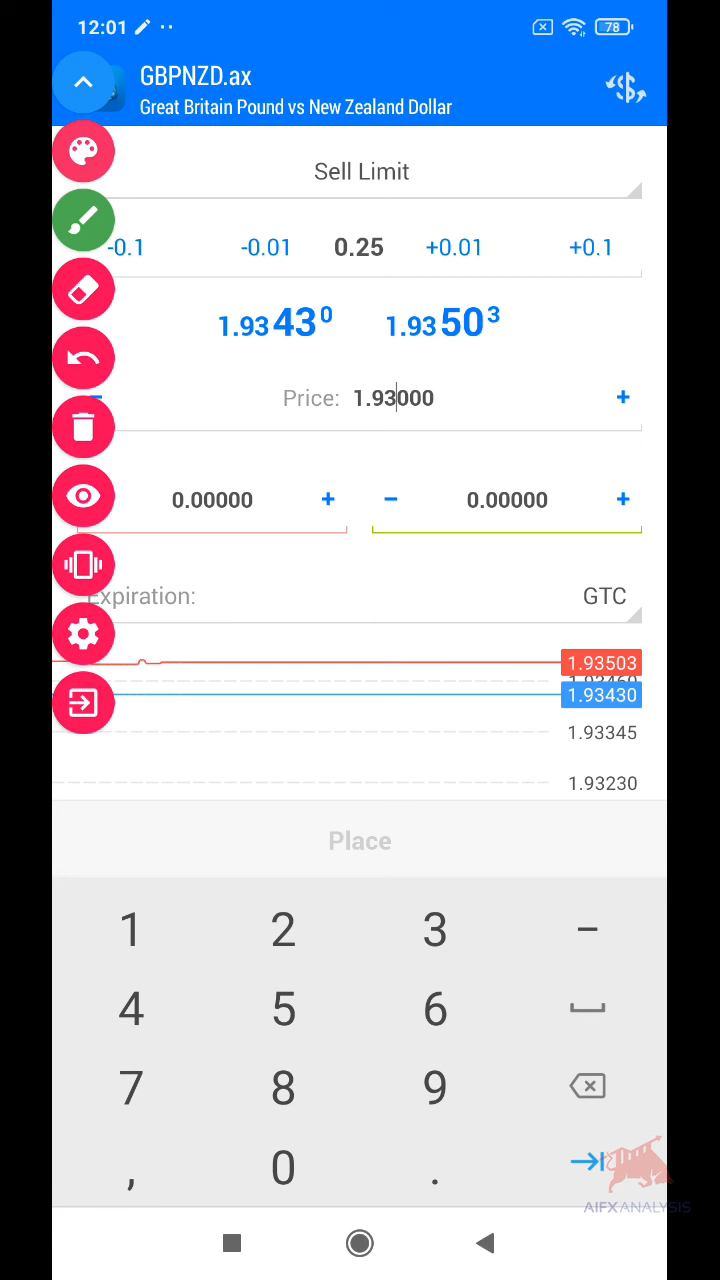 12:01
78
GBPNZD.ax
Great Britain Pound vs New Zealand Dollar
Sell Limit
-0.1 -0.01 0.25 +0.01 +0.1
1.93430 1.93503
Price: 1.93000 +
0.00000 + − 0.00000 +
Expiration: GTC
1.93503
1.93460
1.93430
1.93345
1.93230
Place
1 2 3 −
4 5 6
7 8 9
, 0 .
AIFXANALYSIS